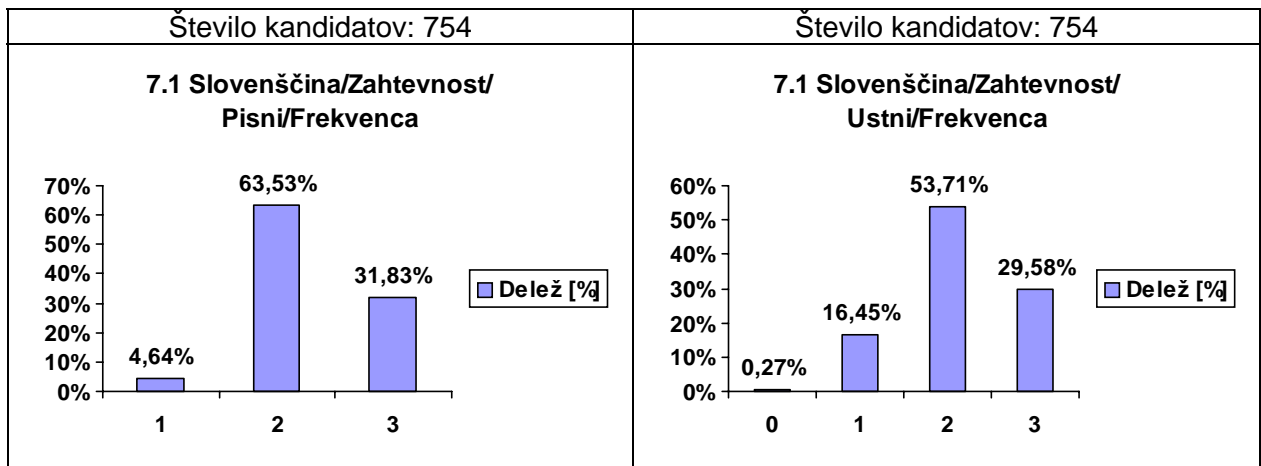 Število kandidatov: 754
7.1 Slovenščina/Zahtevnost/
Pisni/Frekvenca
70%
60%
50%
40%
30%
20%
10%
0%
4,64%
63,53%
31,83%
1 2 3
Delež [%]
Število kandidatov: 754
7.1 Slovenščina/Zahtevnost/
Ustni/Frekvenca
60%
50%
40%
30%
20%
10%
0%
0,27%
16,45%
53,71%
29,58%
0 1 2 3
Delež [%]